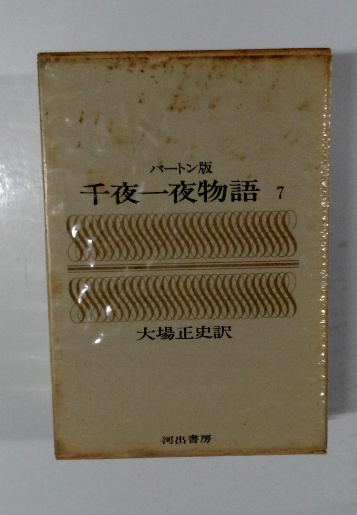 バートン版
千夜一夜物語 7
大場正史訳
河出書房